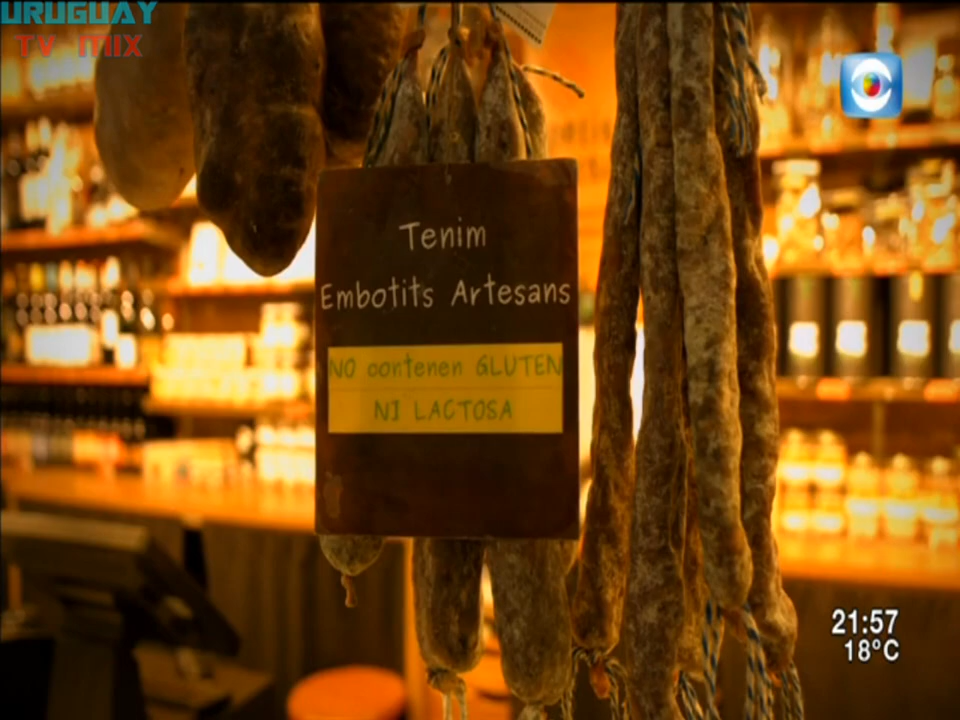 URUGUAY
TV MIX
Tenim
Embotits Artesans
NO contenen GLUTEN
NI LACTOSA
21:57
18°C